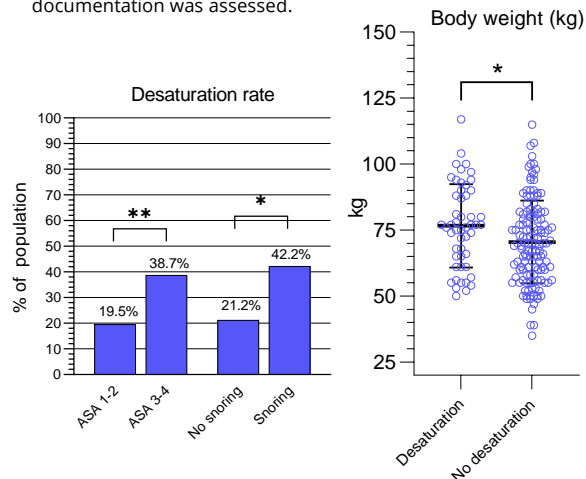 documentation was assessed.
Desaturation rate
% of population
100
90
80
70
60
50
40
30
20
10
0
**
*
19.5%
38.7%
21.2%
42.2%
ASA 1-2
ASA 3-4
No snoring
Snoring
Body weight (kg)
kg
150
125
100
75
50
25
*
Desaturation
No desaturation